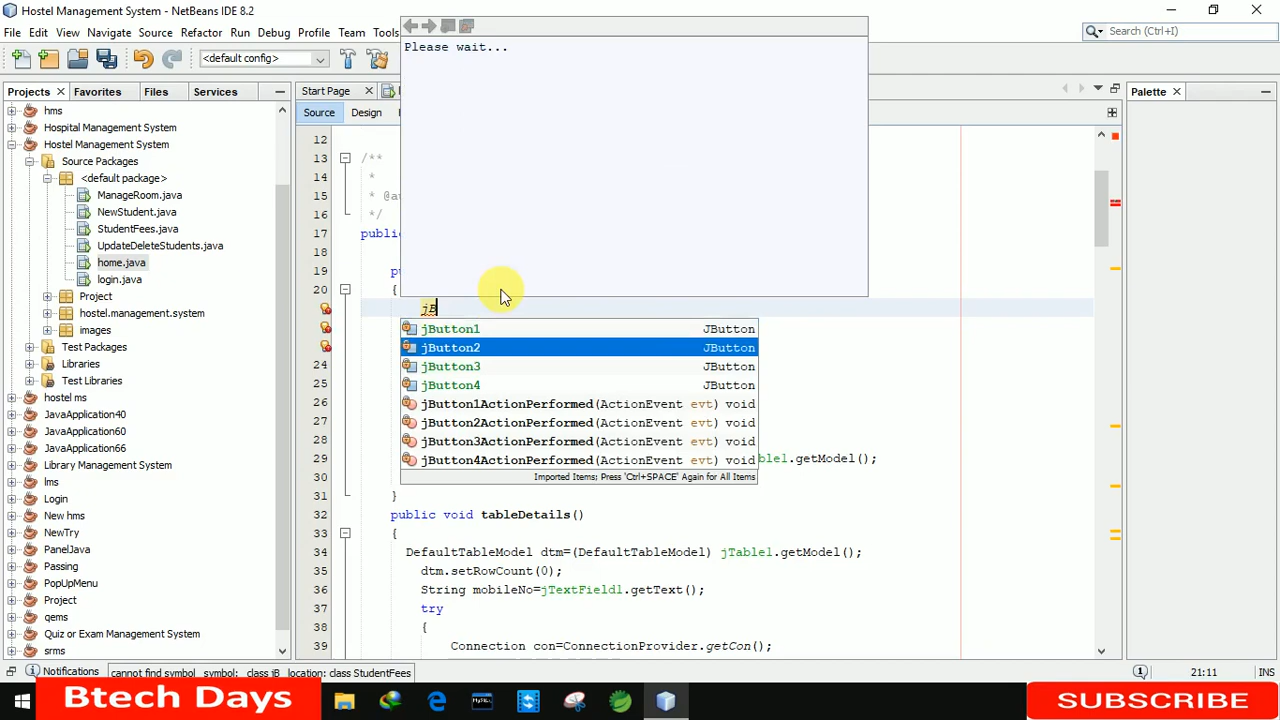 Hostel Management System - NetBeans IDE 8.2
File Edit View Navigate Source Refactor Run Debug Profile Team Tools
Search (Ctrl+I)
<default config>
Please wait...
Projects Favorites Files Services
Start Page
Palette
Source Design
hms
Hospital Management System
Hostel Management System
Source Packages
<default package>
ManageRoom.java
NewStudent.java
StudentFees.java
UpdateDeleteStudents.java
home.java
login.java
Project
hostel.management.system
images
Test Packages
Libraries
Test Libraries
hostel ms
JavaApplication40
JavaApplication60
JavaApplication66
Library Management System
lms
Login
New hms
NewTry
PanelJava
Passing
PopUpMenu
Project
qems
Quiz or Exam Management System
srms
12
13 /**
14 *
15 * @au
16 */
17 public
18
19 pu
20 {
jB
jButton1 JButton
jButton2 JButton
jButton3 JButton
jButton4 JButton
jButton1ActionPerformed(ActionEvent evt) void
jButton2ActionPerformed(ActionEvent evt) void
jButton3ActionPerformed(ActionEvent evt) void
jButton4ActionPerformed(ActionEvent evt) void
Imported Items; Press 'Ctrl+SPACE' Again for All Items
24
25
26
27
28
29 ble1.getModel();
30
31 }
32 public void tableDetails()
33 {
34 DefaultTableModel dtm=(DefaultTableModel) jTable1.getModel();
35 dtm.setRowCount(0);
36 String mobileNo=jTextField1.getText();
37 try
38 {
39 Connection con=ConnectionProvider.getCon();
Notifications cannot find symbol symbol: class jB location: class StudentFees
21:11 INS
Btech Days
SUBSCRIBE